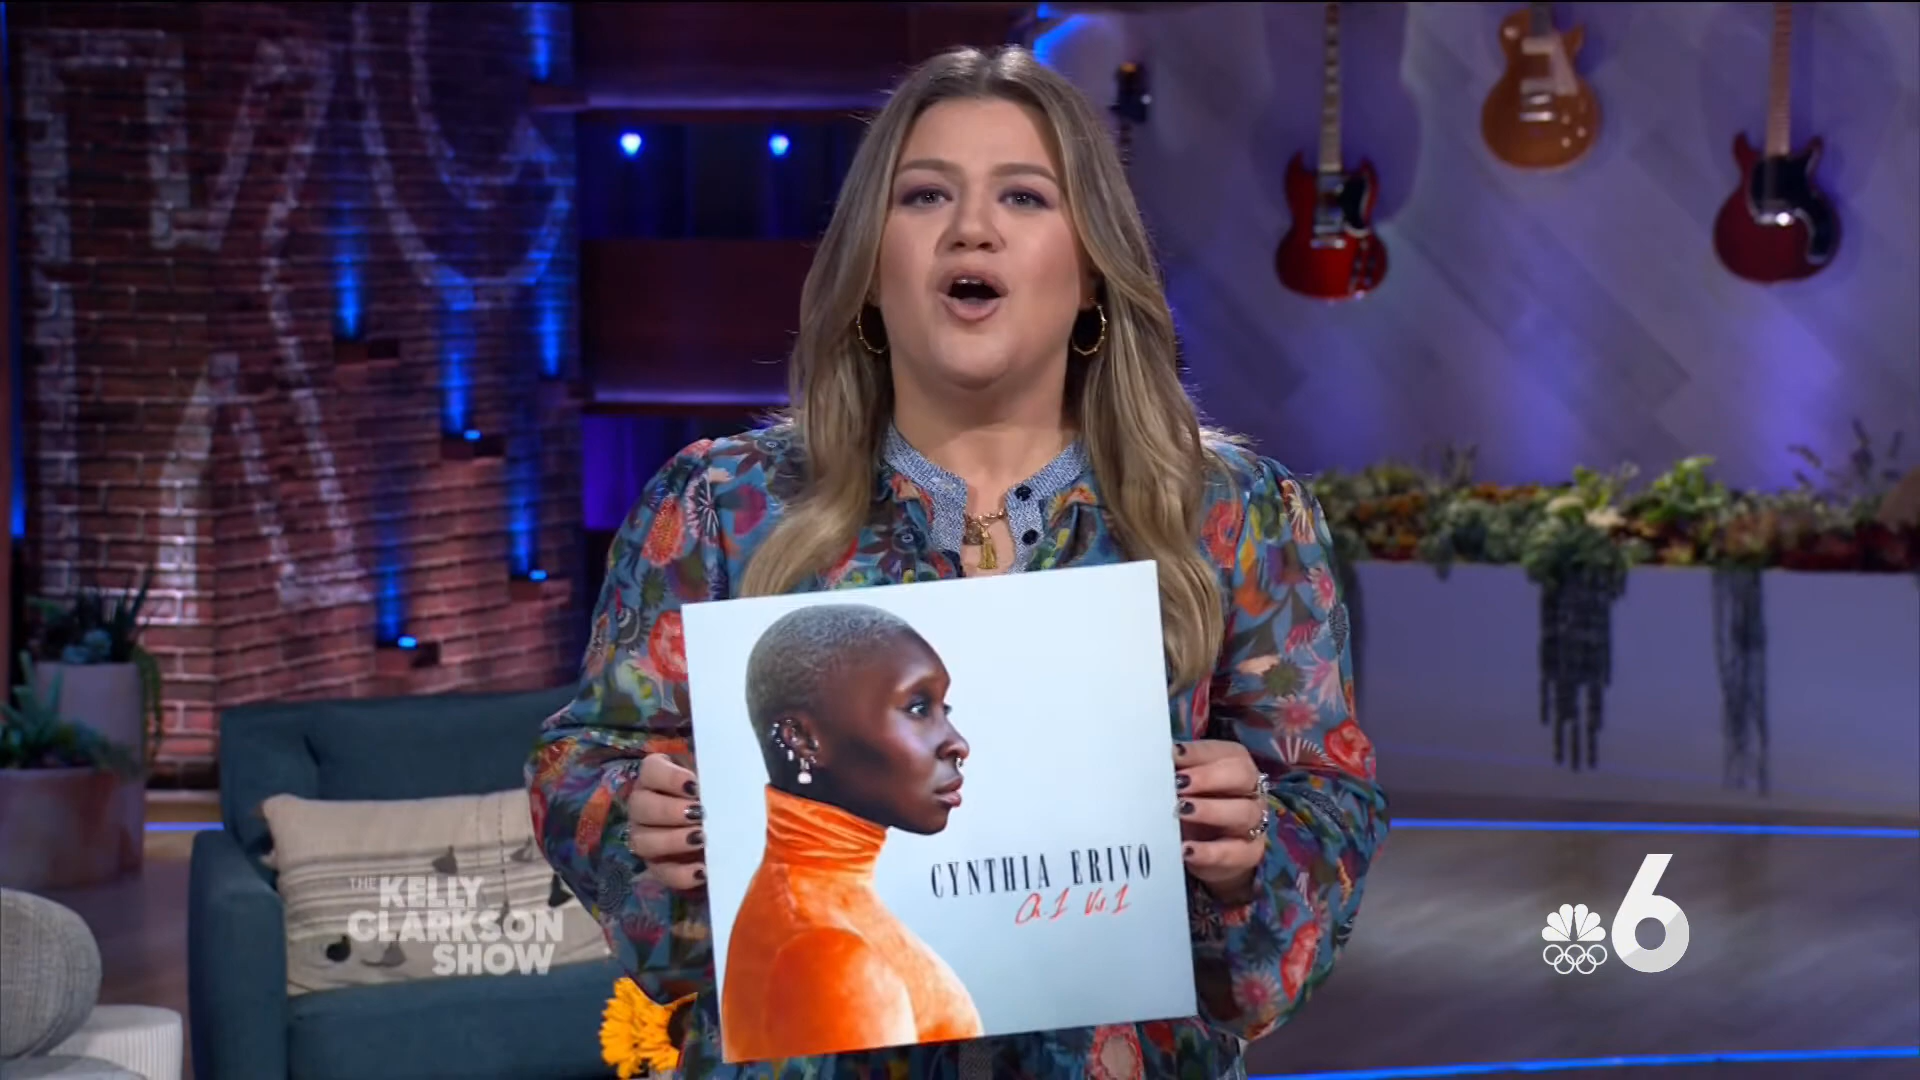 CYNTHIA ERIVO
Ch.1 Vs.1
THE
KELLY
CLARKSON
SHOW
6